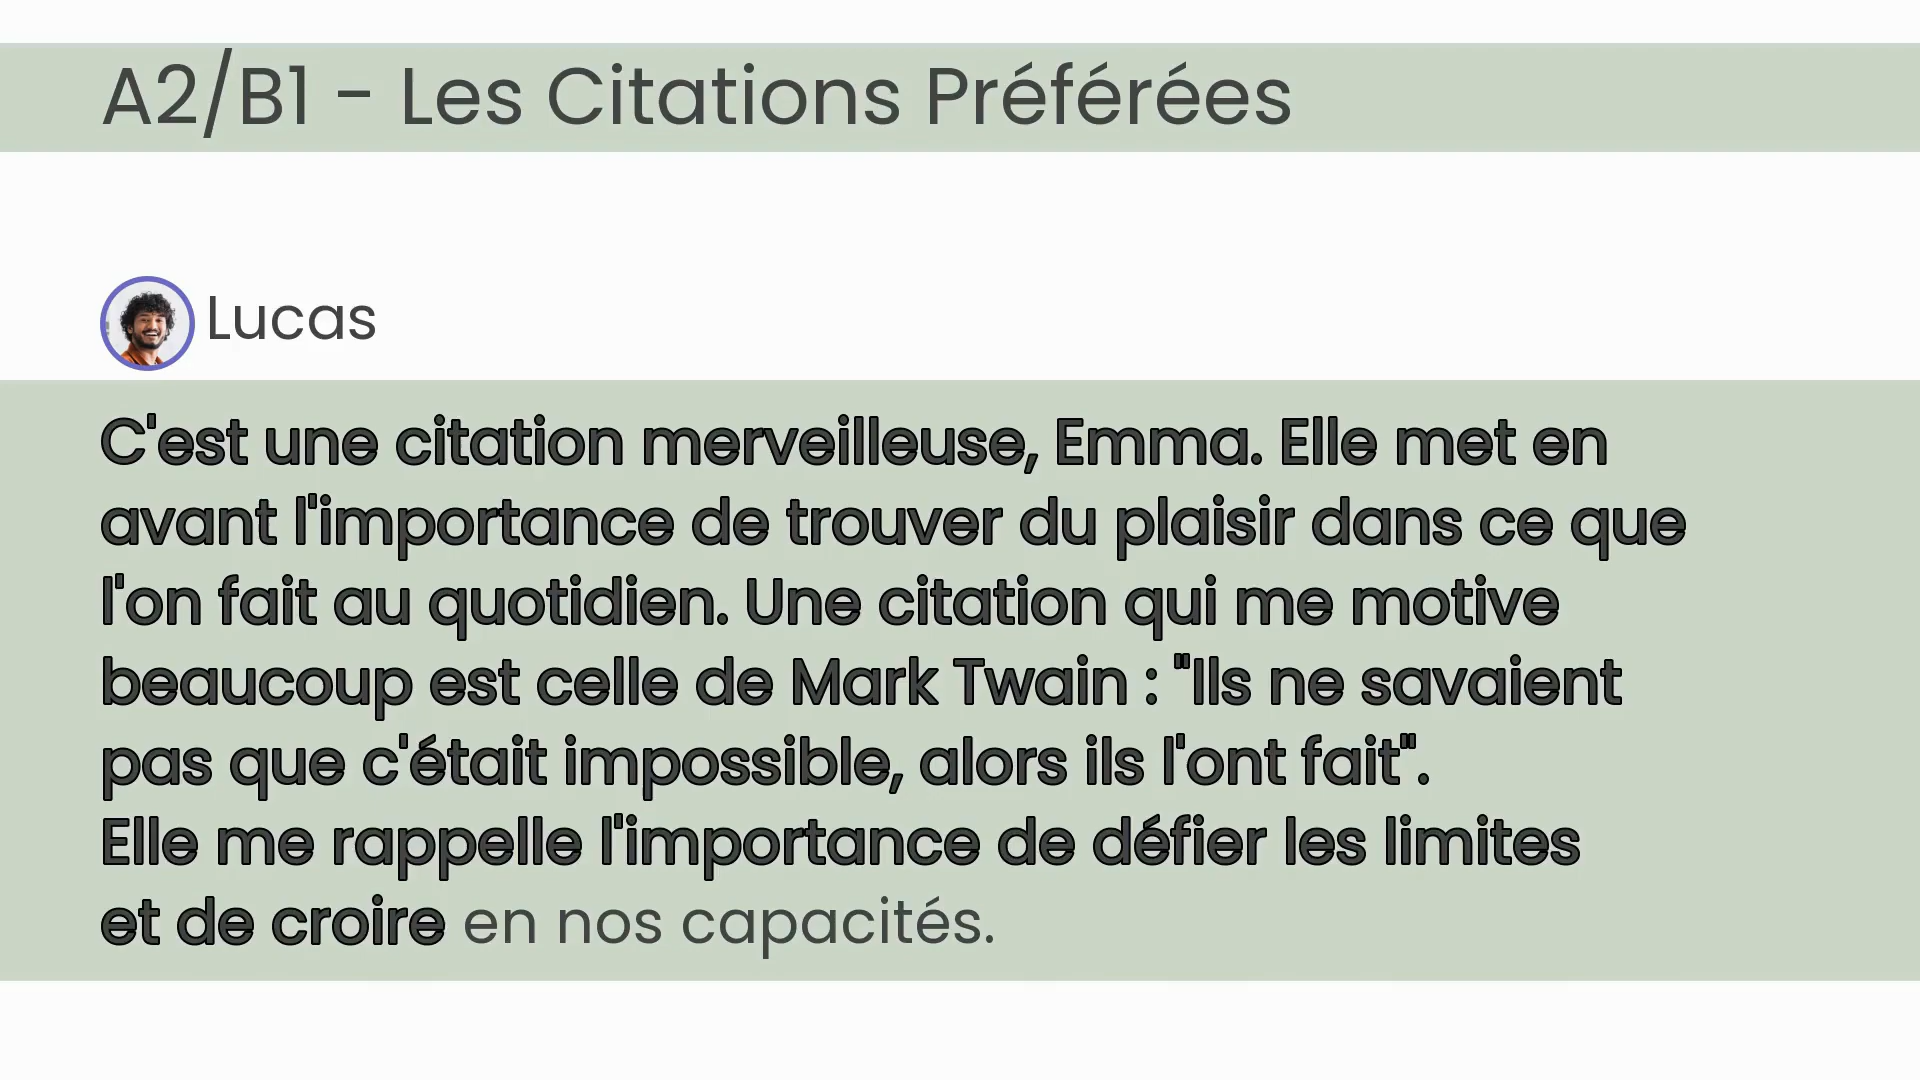 A2/B1 - Les Citations Préférées
Lucas
C'est une citation merveilleuse, Emma. Elle met en
avant l'importance de trouver du plaisir dans ce que
l'on fait au quotidien. Une citation qui me motive
beaucoup est celle de Mark Twain : "Ils ne savaient
pas que c'était impossible, alors ils l'ont fait".
Elle me rappelle l'importance de défier les limites
et de croire en nos capacités.